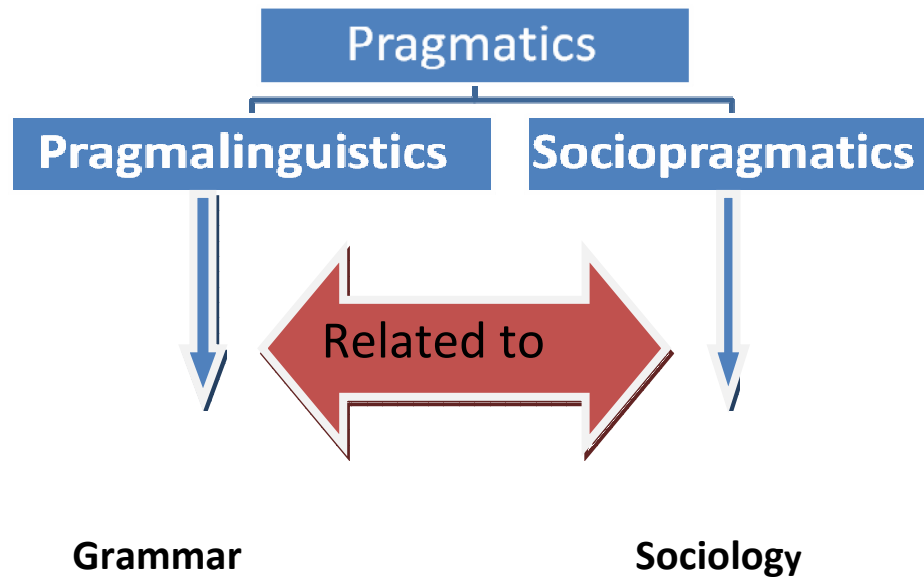 Pragmatics
Pragmalinguistics
Sociopragmatics
Related to
Grammar
Sociology